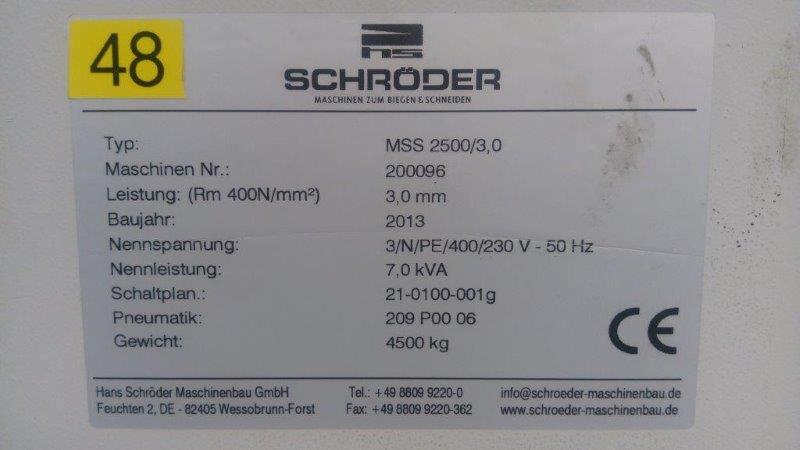 48
hs
SCHRÖDER
MASCHINEN ZUM BIEGEN & SCHNEIDEN
Typ: MSS 2500/3,0
Maschinen Nr.: 200096
Leistung: (Rm 400N/mm²) 3,0 mm
Baujahr: 2013
Nennspannung: 3/N/PE/400/230 V - 50 Hz
Nennleistung: 7,0 kVA
Schaltplan.: 21-0100-001g
Pneumatik: 209 P00 06
Gewicht: 4500 kg
CE
Hans Schröder Maschinenbau GmbH Tel.: +49 8809 9220-0 info@schroeder-maschinenbau.de
Feuchten 2, DE - 82405 Wessobrunn-Forst Fax: +49 8809 9220-362 www.schroeder-maschinenbau.de